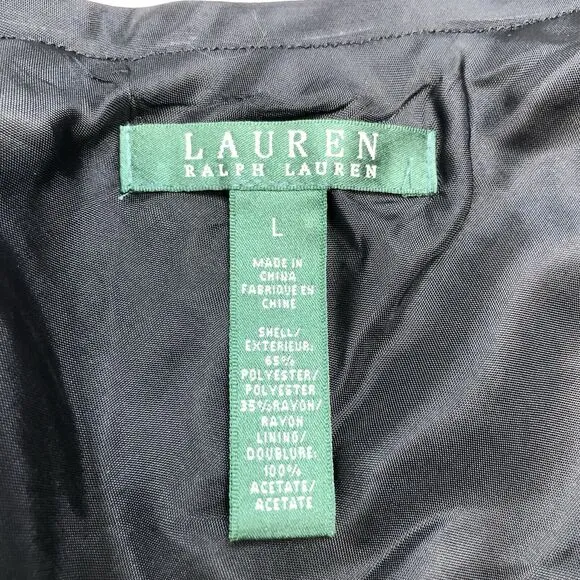 LAUREN
RALPH LAUREN
L
MADE IN
CHINA
FABRIQUE EN
CHINE
SHELL/
EXTERIEUR:
65%
POLYESTER/
POLYESTER
35%RAYON/
RAYON
LINING/
DOUBLURE:
100%
ACETATE/
ACETATE